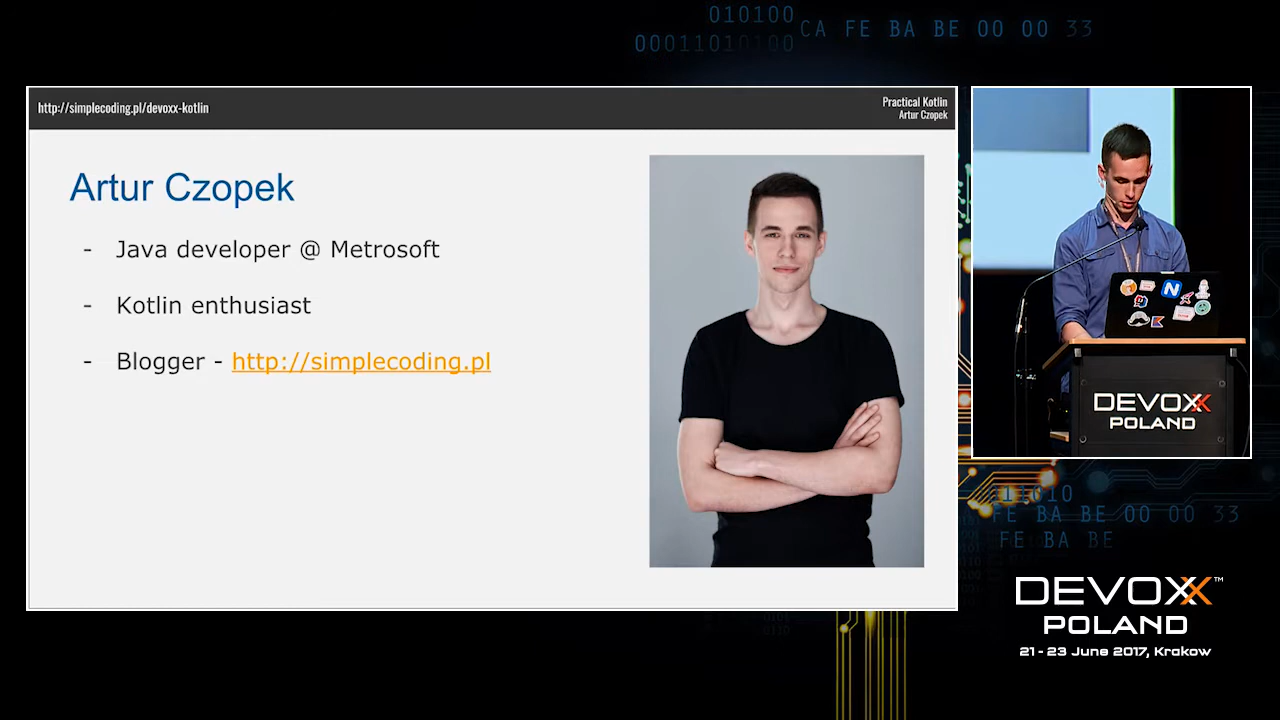 010100
00011010100
CA FE BA BE 00 00 33
http://simplecoding.pl/devoxx-kotlin
Practical Kotlin
Artur Czopek
Artur Czopek
- Java developer @ Metrosoft
- Kotlin enthusiast
- Blogger - http://simplecoding.pl
N
DEVOXX
POLAND
FE BA BE 00 00 33
FE BA BE
DEVOXX™
POLAND
21 - 23 June 2017, Krakow